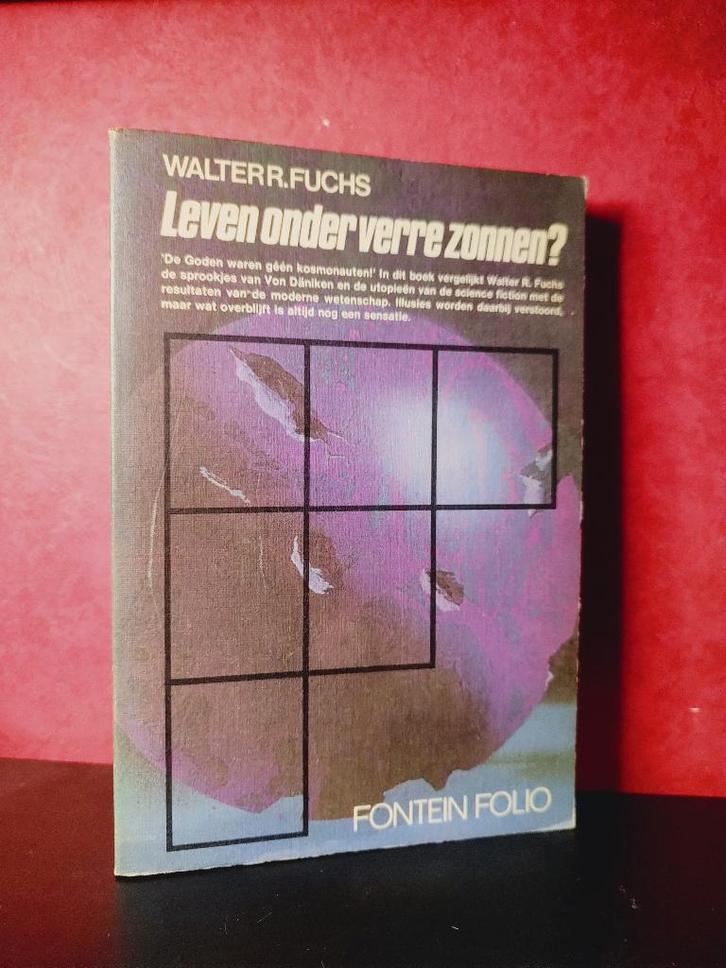 WALTER R. FUCHS
Leven onder verre zonnen?
'De Goden waren géén kosmonauten!' In dit boek vergelijkt Walter R. Fuchs
de sprookjes van Von Däniken en de utopieën van de science fiction met de
resultaten van de moderne wetenschap. Illusies worden daarbij verstoord,
maar wat overblijft is altijd nog een sensatie.
FONTEIN FOLIO